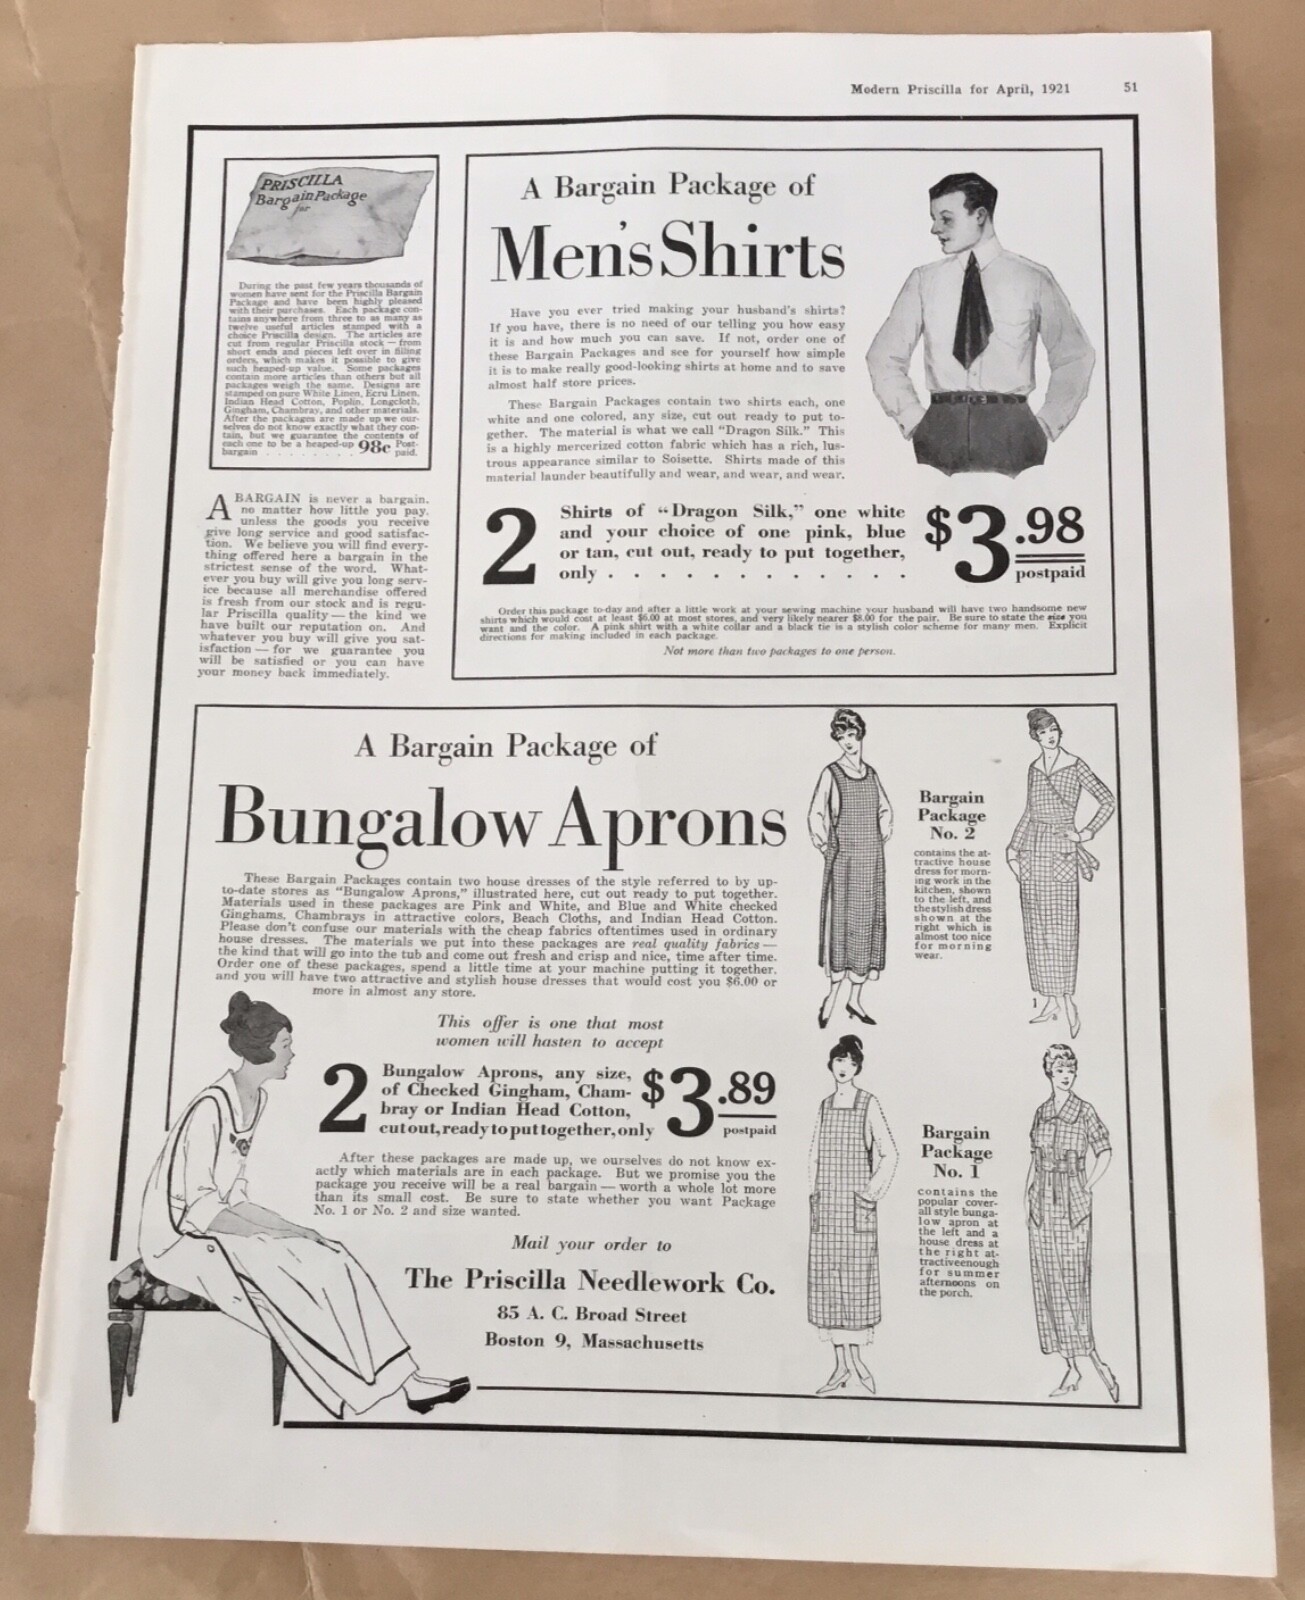 Modern Priscilla for April, 1921 51
PRISCILLA
Bargain Package
for
During the past few years thousands of
women have sent for the Priscilla Bargain
Package and have been highly pleased
with their purchases. Each package con-
tains anywhere from three to as many as
twelve useful articles stamped with a
choice Priscilla design. The articles are
cut from regular Priscilla stock — from
short ends and pieces left over in filling
orders, which makes it possible to give
such heaped-up value. Some packages
contain more articles than others but all
packages weigh the same. Designs are
stamped on pure White Linen, Ecru Linen,
Indian Head Cotton, Poplin, Longcloth,
Gingham, Chambray, and other materials.
After the packages are made up we our-
selves do not know exactly what they con-
tain, but we guarantee the contents of
each one to be a heaped-up 98c Post-
bargain . . . . . . . . paid.
A BARGAIN is never a bargain,
no matter how little you pay,
unless the goods you receive
give long service and good satisfac-
tion. We believe you will find every-
thing offered here a bargain in the
strictest sense of the word. What-
ever you buy will give you long serv-
ice because all merchandise offered
is fresh from our stock and is regu-
lar Priscilla quality — the kind we
have built our reputation on. And
whatever you buy will give you sat-
isfaction — for we guarantee you
will be satisfied or you can have
your money back immediately.
A Bargain Package of
Men's Shirts
Have you ever tried making your husband's shirts?
If you have, there is no need of our telling you how easy
it is and how much you can save. If not, order one of
these Bargain Packages and see for yourself how simple
it is to make really good-looking shirts at home and to save
almost half store prices.
These Bargain Packages contain two shirts each, one
white and one colored, any size, cut out ready to put to-
gether. The material is what we call "Dragon Silk." This
is a highly mercerized cotton fabric which has a rich, lus-
trous appearance similar to Soisette. Shirts made of this
material launder beautifully and wear, and wear, and wear.
2 Shirts of "Dragon Silk," one white
and your choice of one pink, blue
or tan, cut out, ready to put together,
only . . . . . . . . . . . .
$3.98
postpaid
Order this package to-day and after a little work at your sewing machine your husband will have two handsome new
shirts which would cost at least $6.00 at most stores, and very likely nearer $8.00 for the pair. Be sure to state the size you
want and the color. A pink shirt with a white collar and a black tie is a stylish color scheme for many men. Explicit
directions for making included in each package.
Not more than two packages to one person.
A Bargain Package of
Bungalow Aprons
These Bargain Packages contain two house dresses of the style referred to by up-
to-date stores as "Bungalow Aprons," illustrated here, cut out ready to put together.
Materials used in these packages are Pink and White, and Blue and White checked
Ginghams, Chambrays in attractive colors, Beach Cloths, and Indian Head Cotton.
Please don't confuse our materials with the cheap fabrics oftentimes used in ordinary
house dresses. The materials we put into these packages are real quality fabrics —
the kind that will go into the tub and come out fresh and crisp and nice, time after time.
Order one of these packages, spend a little time at your machine putting it together,
and you will have two attractive and stylish house dresses that would cost you $6.00 or
more in almost any store.
This offer is one that most
women will hasten to accept
2 Bungalow Aprons, any size,
of Checked Gingham, Cham-
bray or Indian Head Cotton,
cut out, ready to put together, only
$3.89
postpaid
After these packages are made up, we ourselves do not know ex-
actly which materials are in each package. But we promise you the
package you receive will be a real bargain — worth a whole lot more
than its small cost. Be sure to state whether you want Package
No. 1 or No. 2 and size wanted.
Mail your order to
The Priscilla Needlework Co.
85 A. C. Broad Street
Boston 9, Massachusetts
Bargain
Package
No. 2
contains the at-
tractive house
dress for morn-
ing work in the
kitchen, shown
to the left, and
the stylish dress
shown at the
right which is
almost too nice
for morning
wear.
Bargain
Package
No. 1
contains the
popular cover-
all style bunga-
low apron at
the left and a
house dress at
the right at-
tractive enough
for summer
afternoons on
the porch.